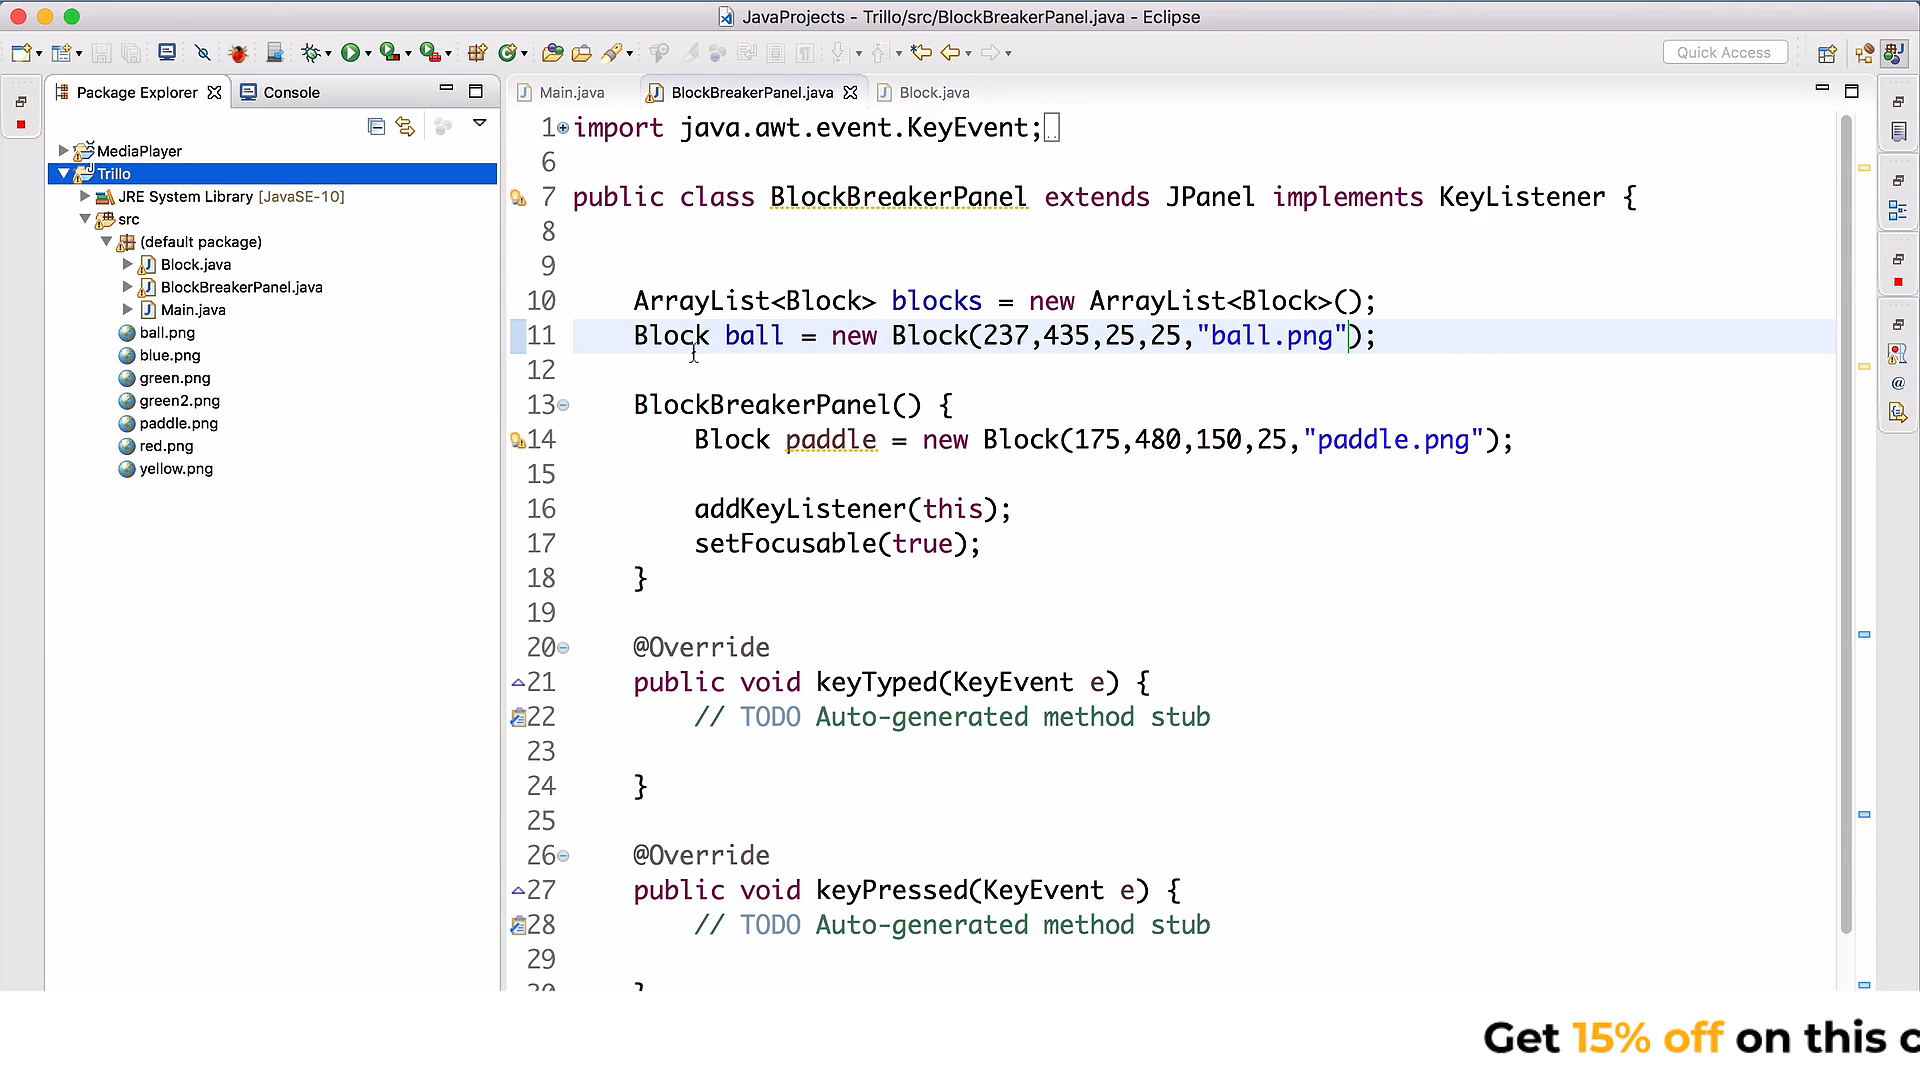 JavaProjects - Trillo/src/BlockBreakerPanel.java - Eclipse
Quick Access
Package Explorer
Console
MediaPlayer
Trillo
JRE System Library [JavaSE-10]
src
(default package)
Block.java
BlockBreakerPanel.java
Main.java
ball.png
blue.png
green.png
green2.png
paddle.png
red.png
yellow.png
Main.java
BlockBreakerPanel.java
Block.java
1 import java.awt.event.KeyEvent;
6
7 public class BlockBreakerPanel extends JPanel implements KeyListener {
8
9
10 ArrayList<Block> blocks = new ArrayList<Block>();
11 Block ball = new Block(237,435,25,25,"ball.png");
12
13 BlockBreakerPanel() {
14 Block paddle = new Block(175,480,150,25,"paddle.png");
15
16 addKeyListener(this);
17 setFocusable(true);
18 }
19
20 @Override
21 public void keyTyped(KeyEvent e) {
22 // TODO Auto-generated method stub
23
24 }
25
26 @Override
27 public void keyPressed(KeyEvent e) {
28 // TODO Auto-generated method stub
29
30 }
Get 15% off on this c